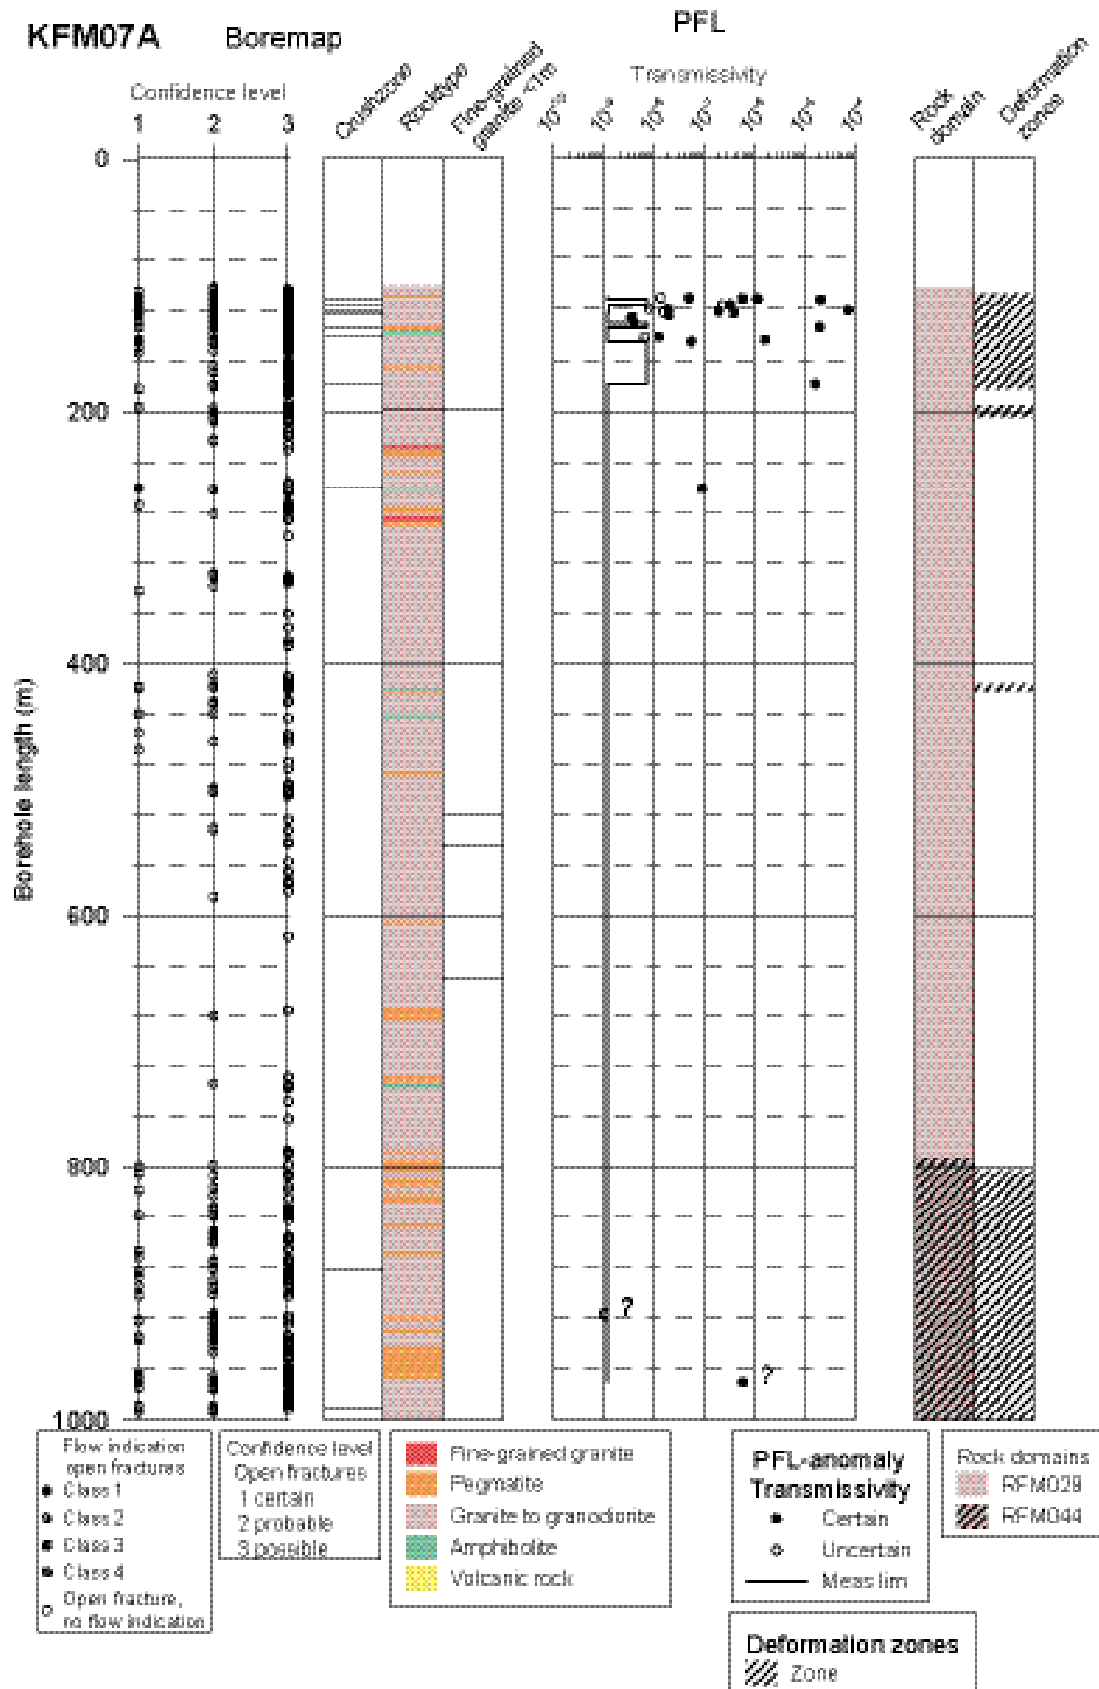 KFM07A
Boremap
PFL
Confidence level
1 2 3
Crushzone
Rocktype
Fine-grained
granite <1m
Transmissivity
Rock
domain
Deformation
zones
0
200
400
600
800
1000
Borehole length (m)
?
?
Flow indication
open fractures
Class 1
Class 2
Class 3
Class 4
Open fracture,
no flow indication
Confidence level
Open fractures
1 certain
2 probable
3 possible
Fine-grained granite
Pegmatite
Granite to granodiorite
Amphibolite
Volcanic rock
PFL-anomaly
Transmissivity
Certain
Uncertain
Meas lim
Rock domains
RFM029
RFM044
Deformation zones
Zone